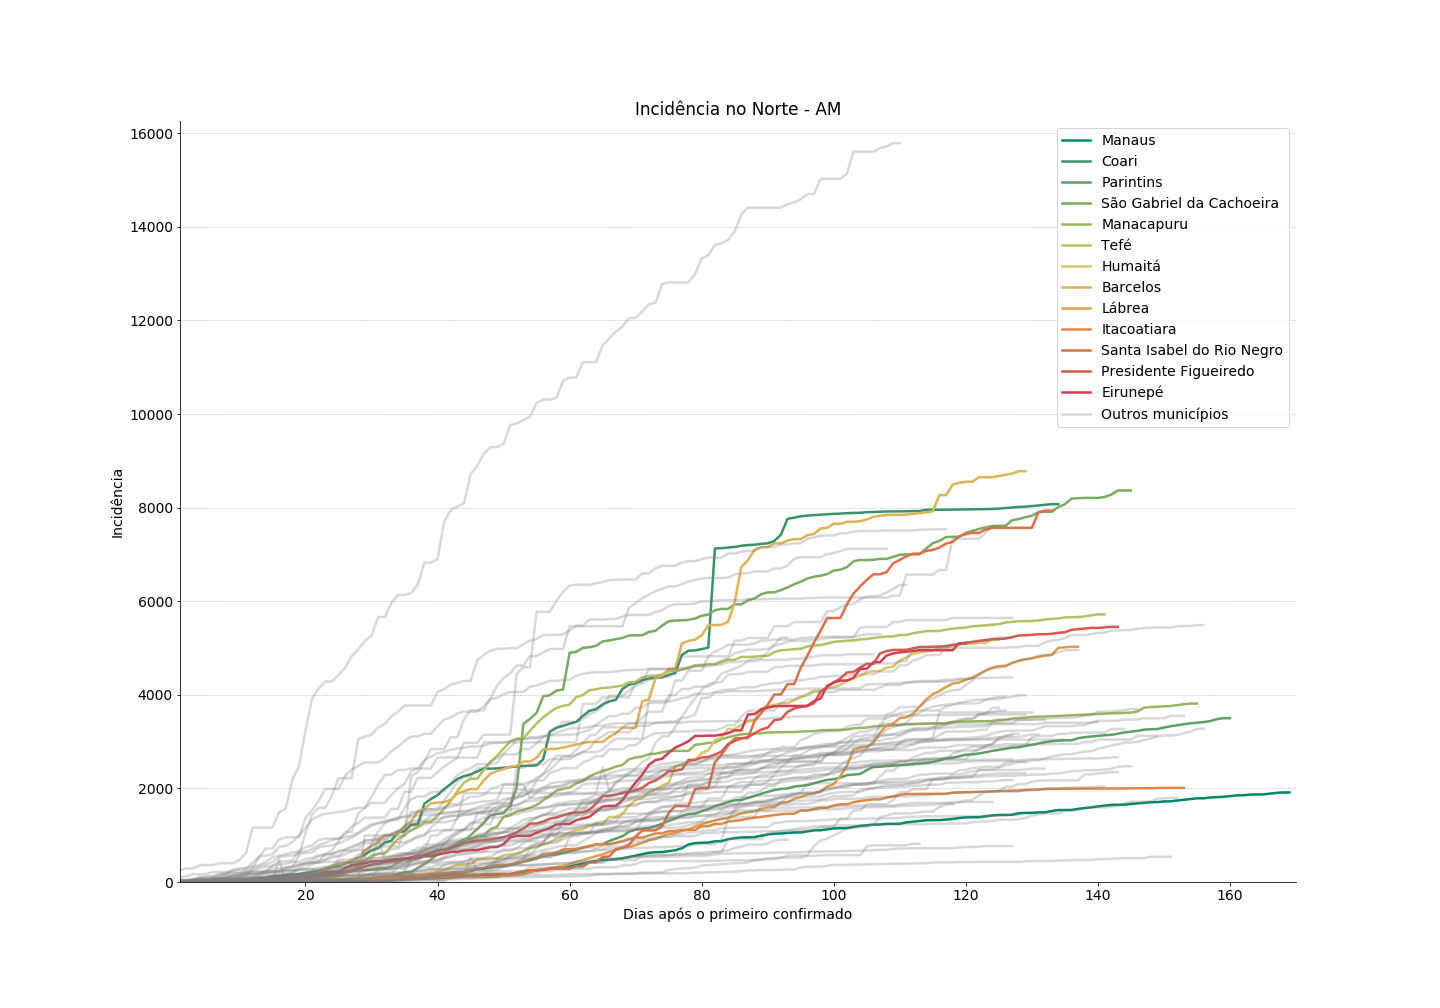 Incidência no Norte - AM
16000
14000
12000
10000
8000
6000
4000
2000
0
Incidência
20 40 60 80 100 120 140 160
Dias após o primeiro confirmado
Manaus
Coari
Parintins
São Gabriel da Cachoeira
Manacapuru
Tefé
Humaitá
Barcelos
Lábrea
Itacoatiara
Santa Isabel do Rio Negro
Presidente Figueiredo
Eirunepé
Outros municípios